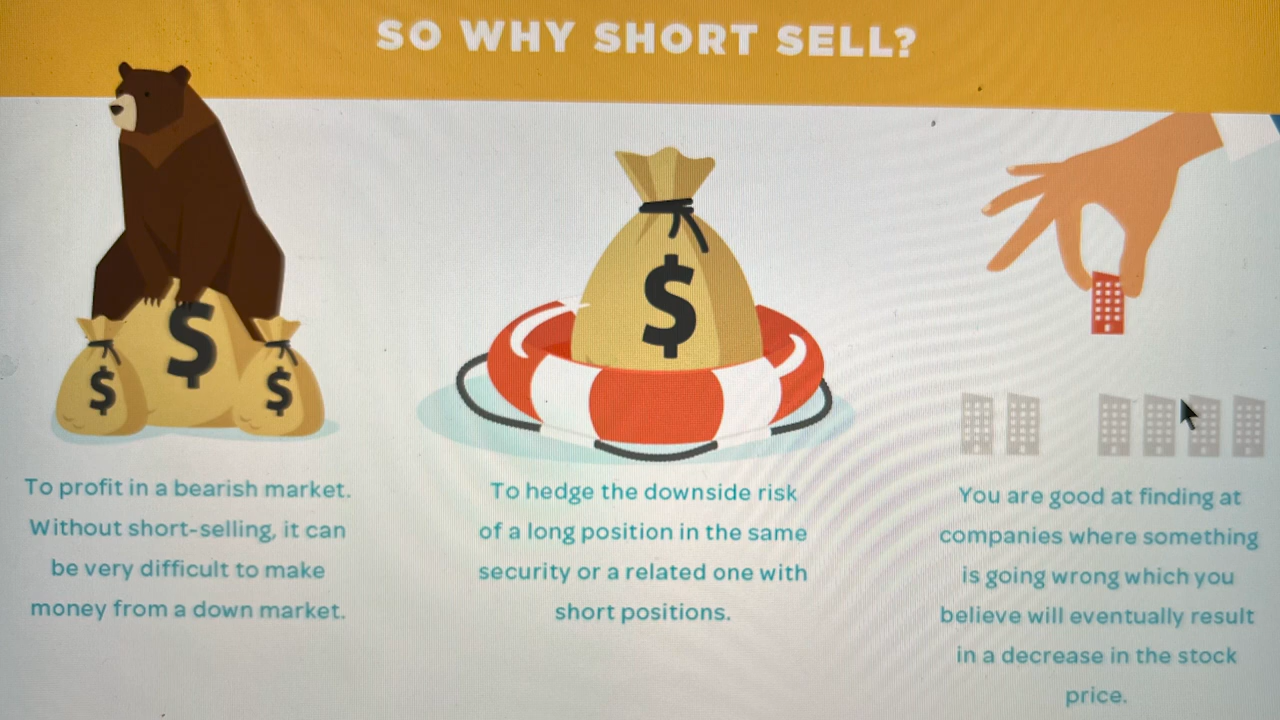 SO WHY SHORT SELL?
$
$
$
$
To profit in a bearish market.
Without short-selling, it can
be very difficult to make
money from a down market.
To hedge the downside risk
of a long position in the same
security or a related one with
short positions.
You are good at finding at
companies where something
is going wrong which you
believe will eventually result
in a decrease in the stock
price.